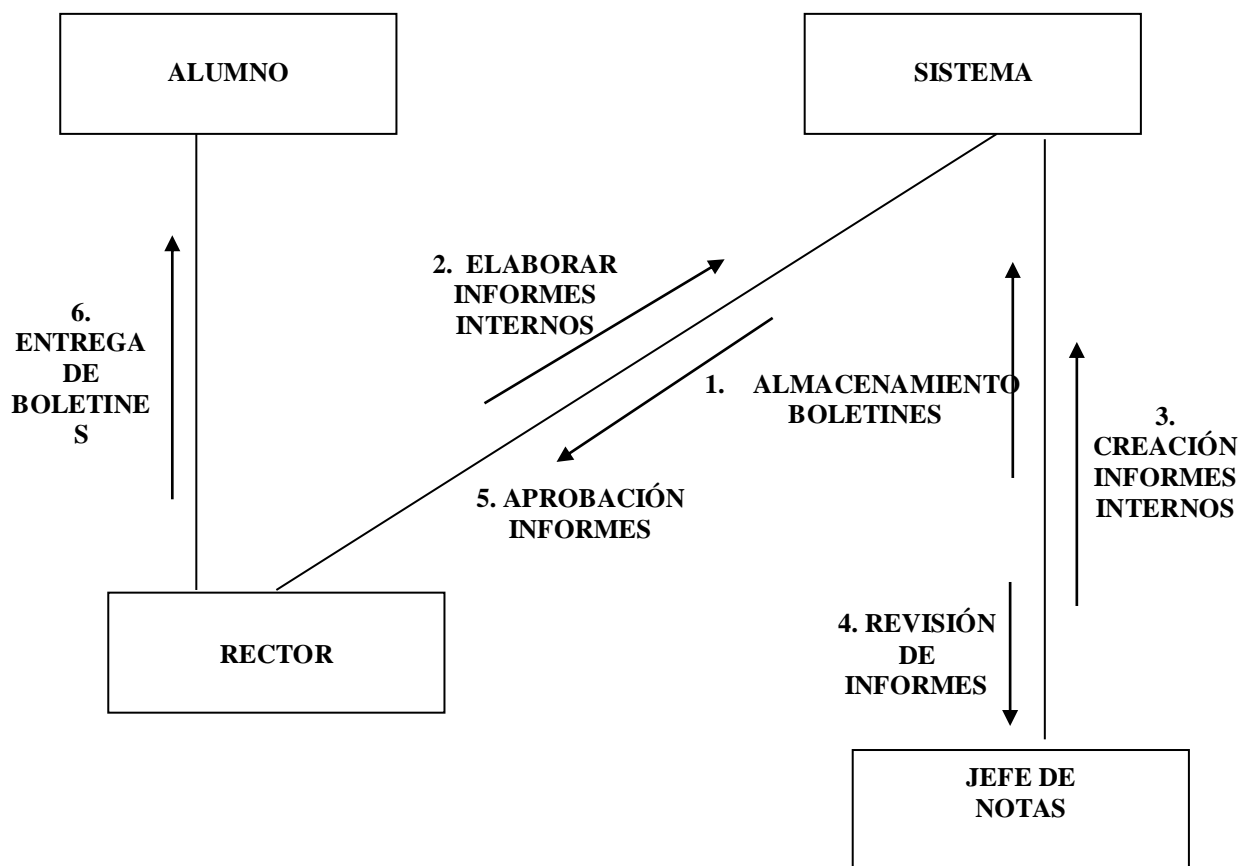 ALUMNO
SISTEMA
2. ELABORAR
INFORMES
INTERNOS
6.
ENTREGA
DE
BOLETINE
S
1. ALMACENAMIENTO
BOLETINES
3.
CREACIÓN
INFORMES
INTERNOS
5. APROBACIÓN
INFORMES
4. REVISIÓN
DE
INFORMES
RECTOR
JEFE DE
NOTAS